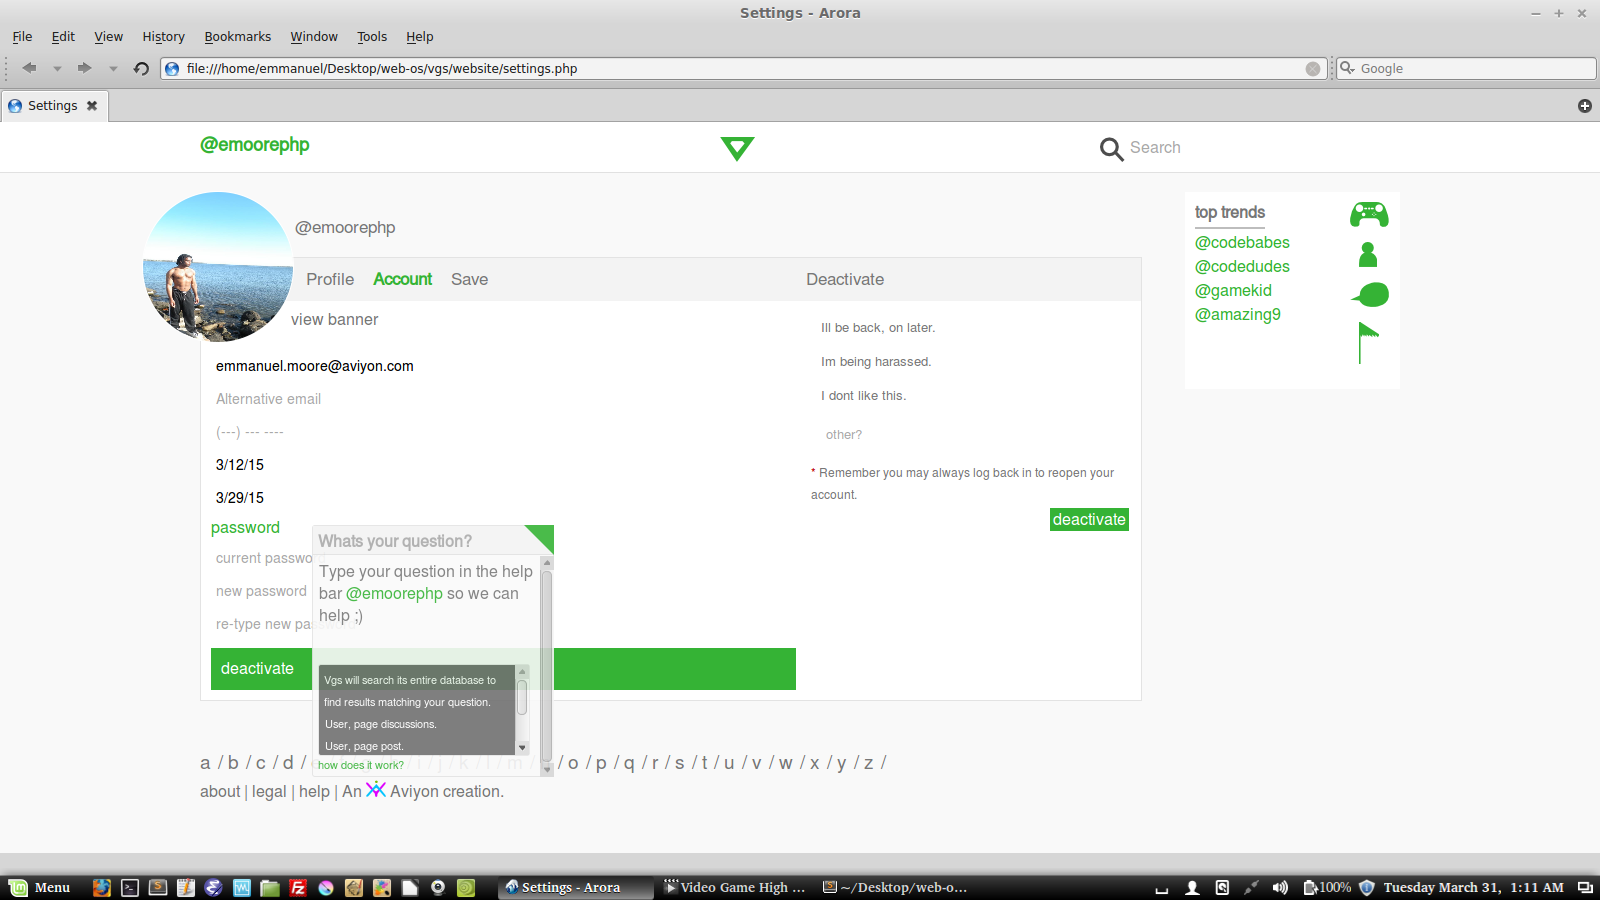 Settings - Arora
File Edit View History Bookmarks Window Tools Help
file:///home/emmanuel/Desktop/web-os/vgs/website/settings.php
Google
Settings
@emoorephp
Search
@emoorephp
Profile Account Save Deactivate
view banner
emmanuel.moore@aviyon.com
Alternative email
(---) --- ----
3/12/15
3/29/15
password
current passwo
new password
re-type new pa
deactivate
Whats your question?
Type your question in the help
bar @emoorephp so we can
help ;)
Vgs will search its entire database to
find results matching your question.
User, page discussions.
User, page post.
how does it work?
Ill be back, on later.
Im being harassed.
I dont like this.
other?
* Remember you may always log back in to reopen your
account.
deactivate
top trends
@codebabes
@codedudes
@gamekid
@amazing9
a / b / c / d / / o / p / q / r / s / t / u / v / w / x / y / z /
about | legal | help | An Aviyon creation.
Menu Settings - Arora Video Game High ... ~/Desktop/web-o... 100% Tuesday March 31, 1:11 AM